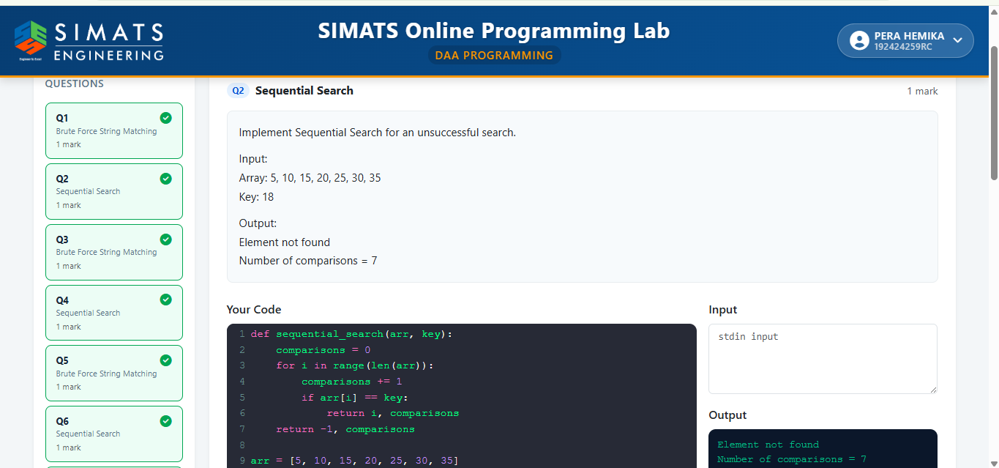 SIMATS
ENGINEERING
Engineer to Excel
SIMATS Online Programming Lab
DAA PROGRAMMING
PERA HEMIKA
192424259RC
QUESTIONS
Q1
Brute Force String Matching
1 mark
Q2
Sequential Search
1 mark
Q3
Brute Force String Matching
1 mark
Q4
Sequential Search
1 mark
Q5
Brute Force String Matching
1 mark
Q6
Sequential Search
1 mark
Q2 Sequential Search
1 mark
Implement Sequential Search for an unsuccessful search.
Input:
Array: 5, 10, 15, 20, 25, 30, 35
Key: 18
Output:
Element not found
Number of comparisons = 7
Your Code
1 def sequential_search(arr, key):
2     comparisons = 0
3     for i in range(len(arr)):
4         comparisons += 1
5         if arr[i] == key:
6             return i, comparisons
7     return -1, comparisons
8
9 arr = [5, 10, 15, 20, 25, 30, 35]
Input
stdin input
Output
Element not found
Number of comparisons = 7